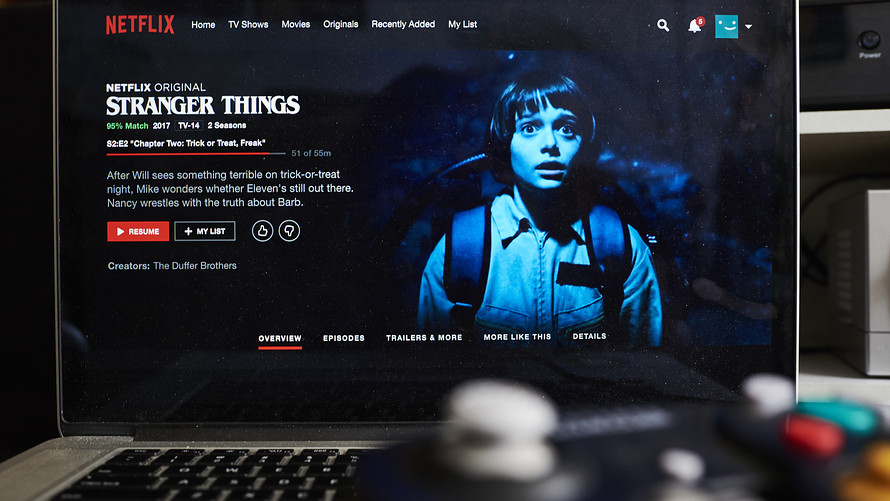 NETFLIX Home TV Shows Movies Originals Recently Added My List 5
Power
NETFLIX ORIGINAL
STRANGER THINGS
95% Match 2017 TV-14 2 Seasons
S2:E2 "Chapter Two: Trick or Treat, Freak"
51 of 55m
After Will sees something terrible on trick-or-treat
night, Mike wonders whether Eleven's still out there.
Nancy wrestles with the truth about Barb.
RESUME + MY LIST
Creators: The Duffer Brothers
OVERVIEW EPISODES TRAILERS & MORE MORE LIKE THIS DETAILS